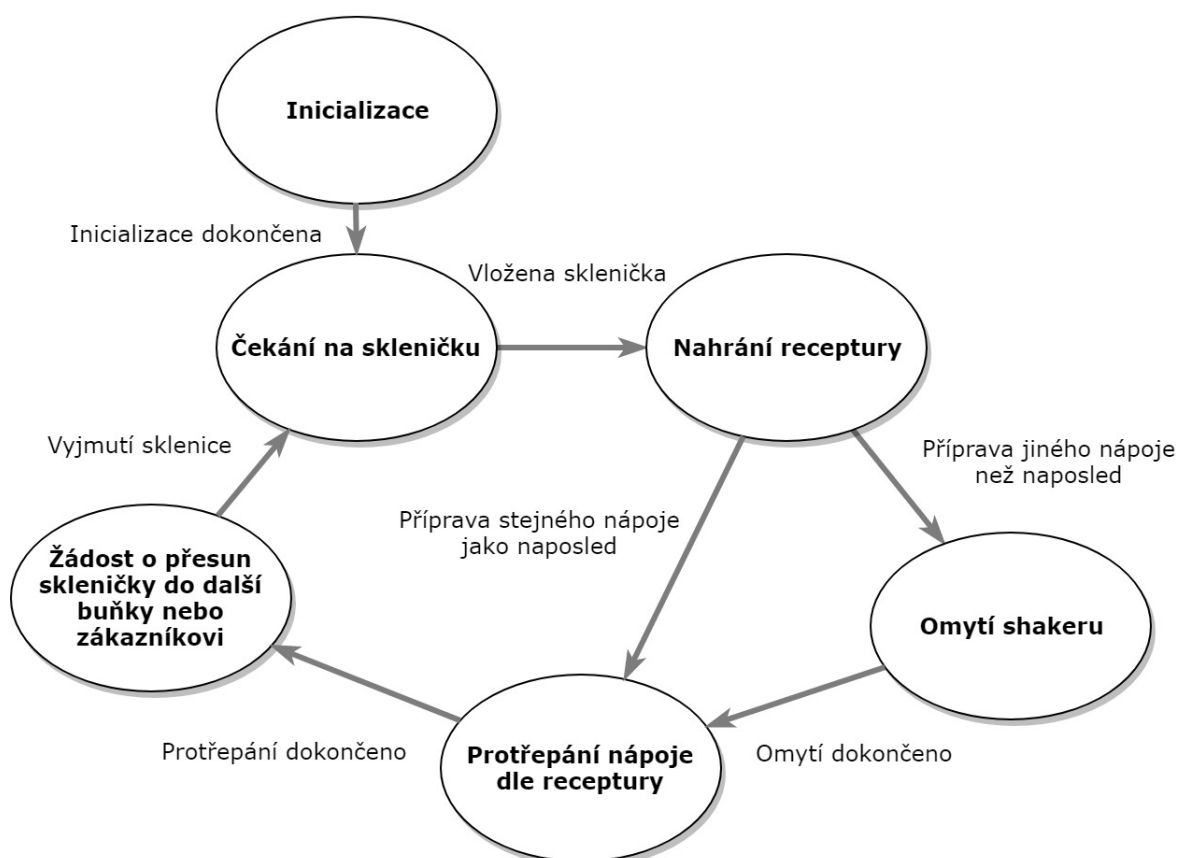 Inicializace
Inicializace dokončena
Vložena sklenička
Čekání na skleničku
Nahrání receptury
Vyjmutí sklenice
Příprava jiného nápoje
než naposled
Příprava stejného nápoje
jako naposled
Žádost o přesun
skleničky do další
buňky nebo
zákazníkovi
Omytí shakeru
Protřepání dokončeno
Protřepání nápoje
dle receptury
Omytí dokončeno